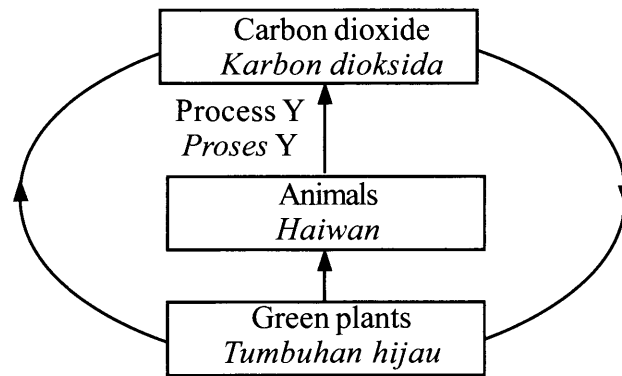 Carbon dioxide
Karbon dioksida
Process Y
Proses Y
Animals
Haiwan
Green plants
Tumbuhan hijau